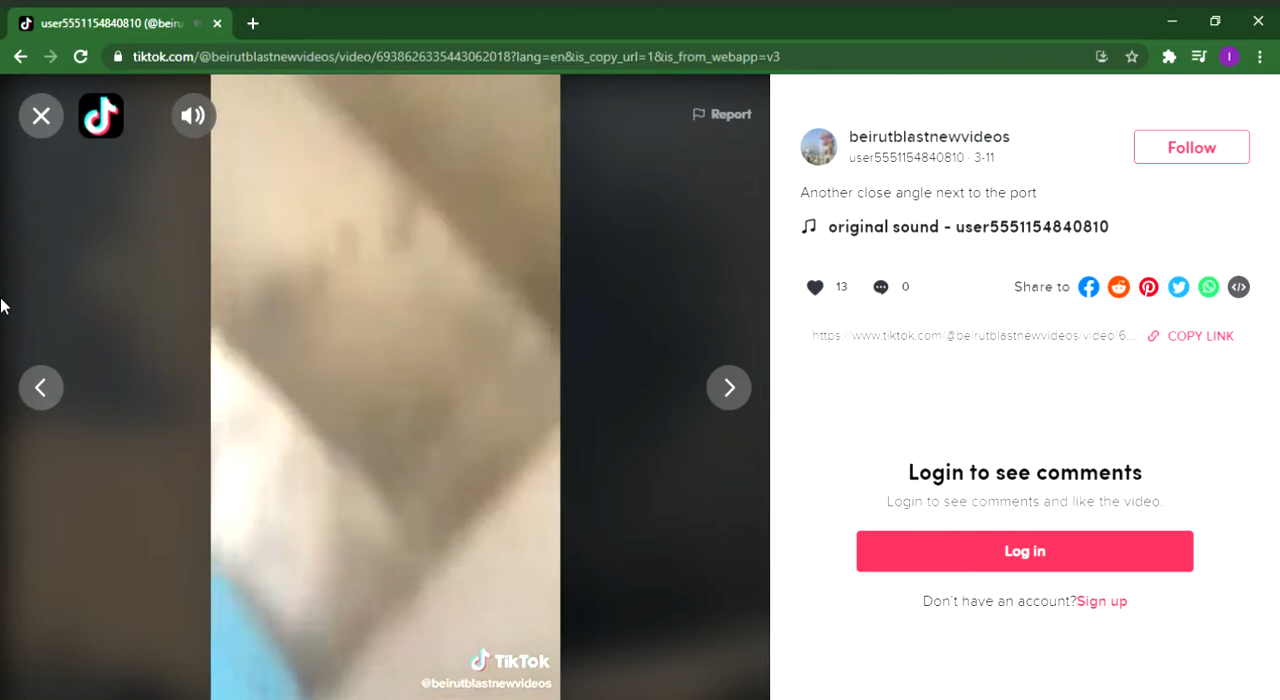 user5551154840810 (@beiru
tiktok.com/@beirutblastnewvideos/video/6938626335443062018?lang=en&is_copy_url=1&is_from_webapp=v3
I
Report
beirutblastnewvideos
user5551154840810 · 3-11
Follow
Another close angle next to the port
original sound - user5551154840810
13
0
Share to
https://www.tiktok.com/@beirutblastnewvideos/video/6...
COPY LINK
Login to see comments
Login to see comments and like the video.
Log in
Don't have an account?Sign up
TikTok
@beirutblastnewvideos